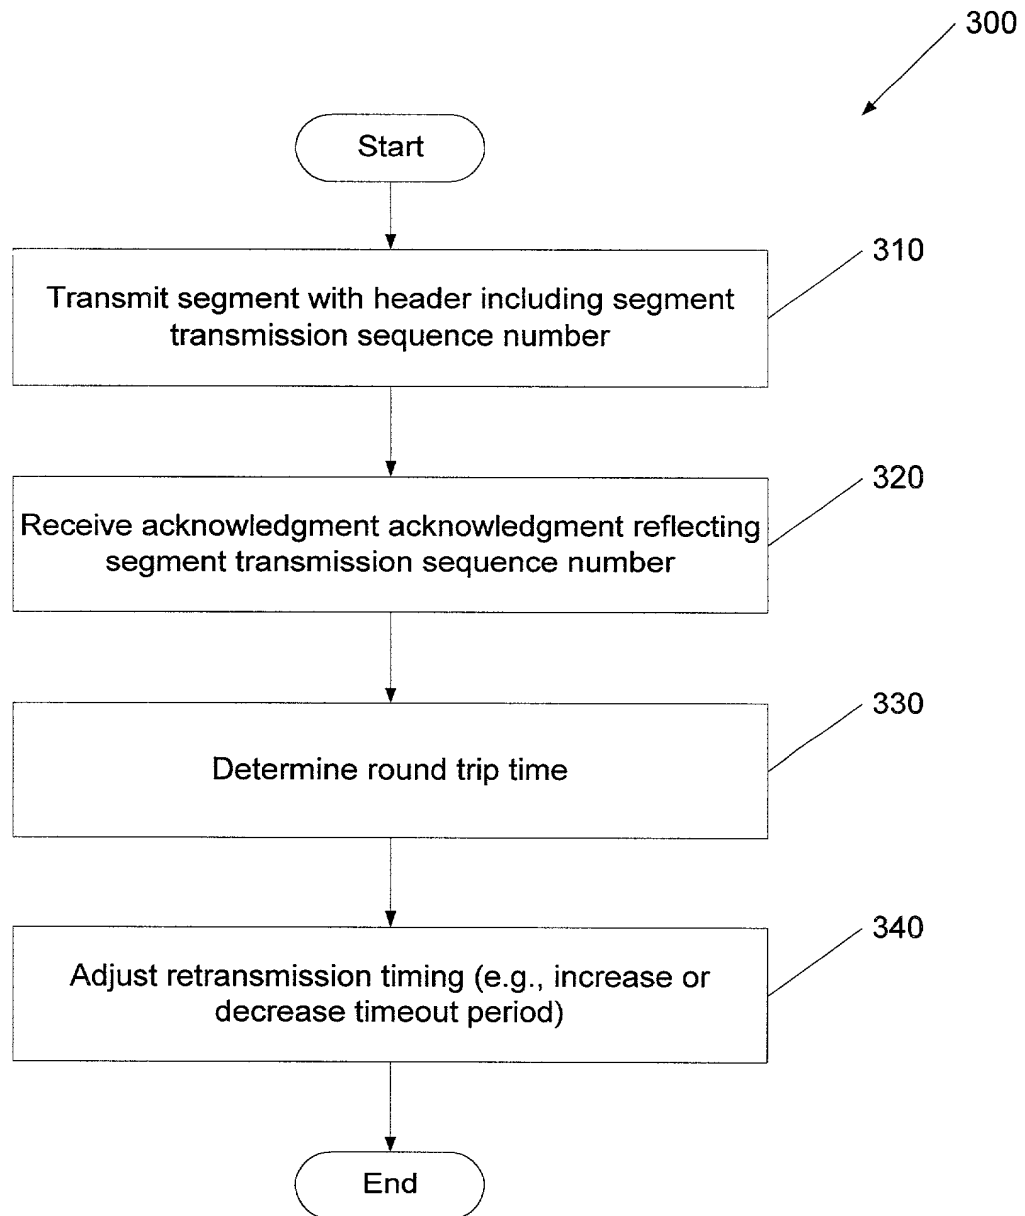 300
Start
310
Transmit segment with header including segment
transmission sequence number
320
Receive acknowledgment acknowledgment reflecting
segment transmission sequence number
330
Determine round trip time
340
Adjust retransmission timing (e.g., increase or
decrease timeout period)
End